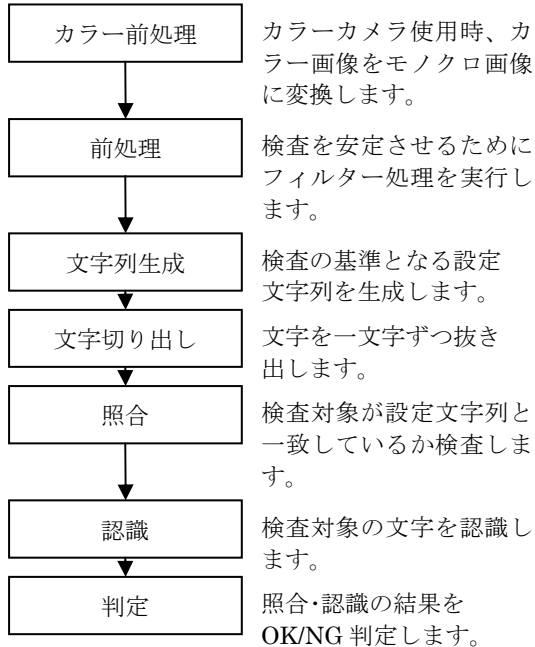 カラー前処理
カラーカメラ使用時、カ
ラー画像をモノクロ画像
に変換します。
前処理
検査を安定させるために
フィルター処理を実行し
ます。
文字列生成
検査の基準となる設定
文字列を生成します。
文字切り出し
文字を一文字ずつ抜き
出します。
照合
検査対象が設定文字列と
一致しているか検査しま
す。
認識
検査対象の文字を認識し
ます。
判定
照合･認識の結果を
OK/NG 判定します。